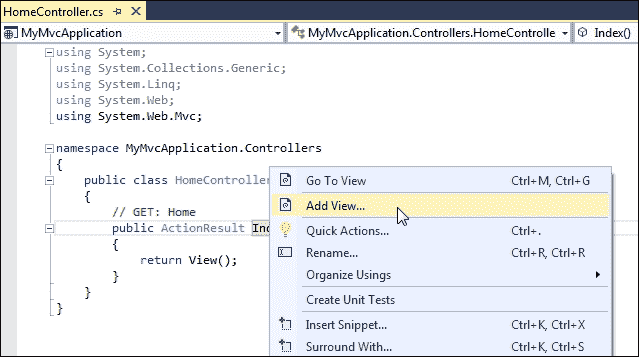 HomeController.cs
MyMvcApplication MyMvcApplication.Controllers.HomeControlle Index()
using System;
using System.Collections.Generic;
using System.Linq;
using System.Web;
using System.Web.Mvc;
namespace MyMvcApplication.Controllers
{
public class HomeController
{
// GET: Home
public ActionResult Ind
{
return View();
}
}
}
Go To View Ctrl+M, Ctrl+G
Add View...
Quick Actions... Ctrl+.
Rename... Ctrl+R, Ctrl+R
Organize Usings
Create Unit Tests
Insert Snippet... Ctrl+K, Ctrl+X
Surround With... Ctrl+K, Ctrl+S